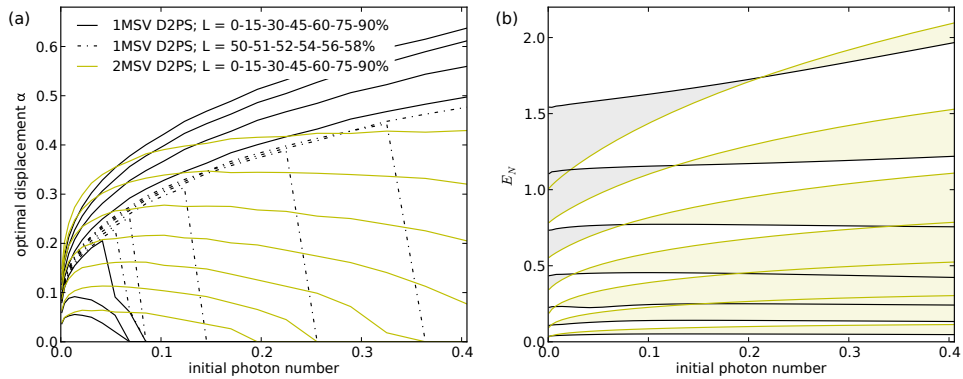 (a)
1MSV D2PS; L = 0-15-30-45-60-75-90%
1MSV D2PS; L = 50-51-52-54-56-58%
2MSV D2PS; L = 0-15-30-45-60-75-90%
optimal displacement α
0.6
0.5
0.4
0.3
0.2
0.1
0.0
0.0
0.1
0.2
0.3
0.4
initial photon number
(b)
E_N
2.0
1.5
1.0
0.5
0.0
0.0
0.1
0.2
0.3
0.4
initial photon number